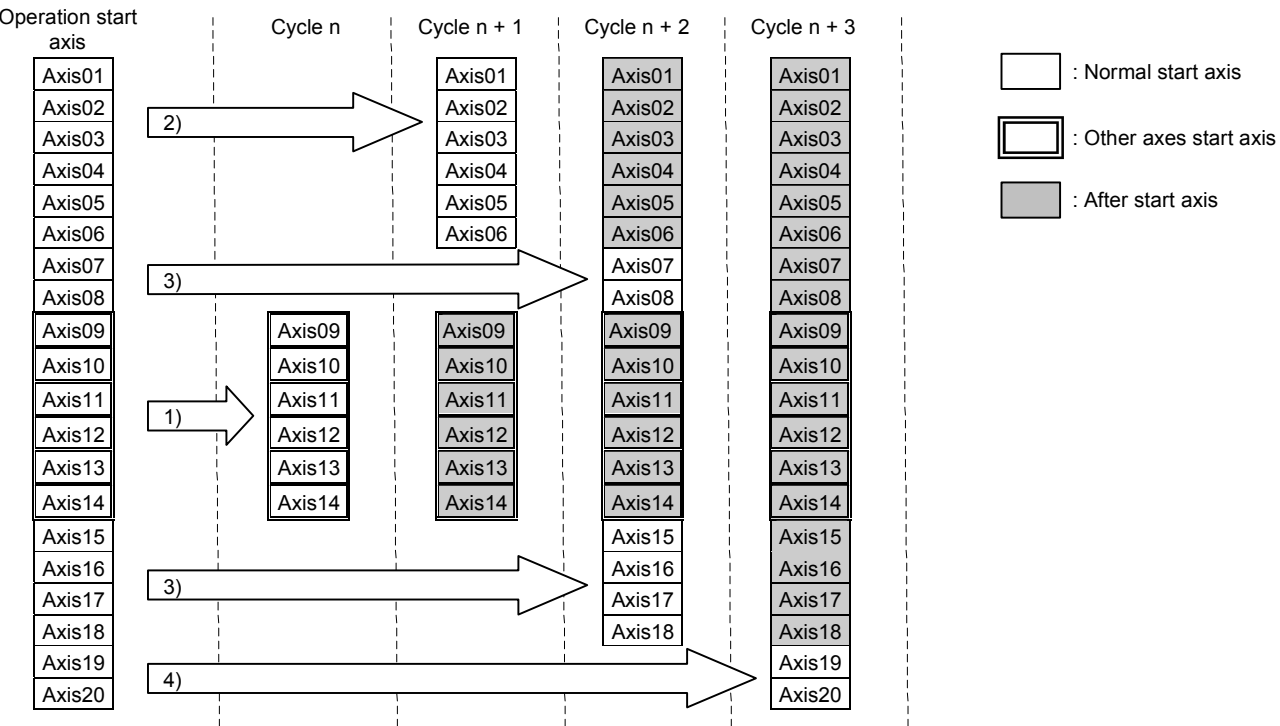 Operation start
axis
Cycle n
Cycle n + 1
Cycle n + 2
Cycle n + 3
Axis01 Axis01 Axis01 Axis01
Axis02 Axis02 Axis02 Axis02
2)
Axis03 Axis03 Axis03 Axis03
Axis04 Axis04 Axis04 Axis04
Axis05 Axis05 Axis05 Axis05
Axis06 Axis06 Axis06 Axis06
Axis07 Axis07 Axis07
3)
Axis08 Axis08 Axis08
Axis09 Axis09 Axis09 Axis09 Axis09
Axis10 Axis10 Axis10 Axis10 Axis10
Axis11 Axis11 Axis11 Axis11 Axis11
1)
Axis12 Axis12 Axis12 Axis12 Axis12
Axis13 Axis13 Axis13 Axis13 Axis13
Axis14 Axis14 Axis14 Axis14 Axis14
Axis15 Axis15 Axis15
Axis16 Axis16 Axis16
3)
Axis17 Axis17 Axis17
Axis18 Axis18 Axis18
Axis19 Axis19
4)
Axis20 Axis20
: Normal start axis
: Other axes start axis
: After start axis